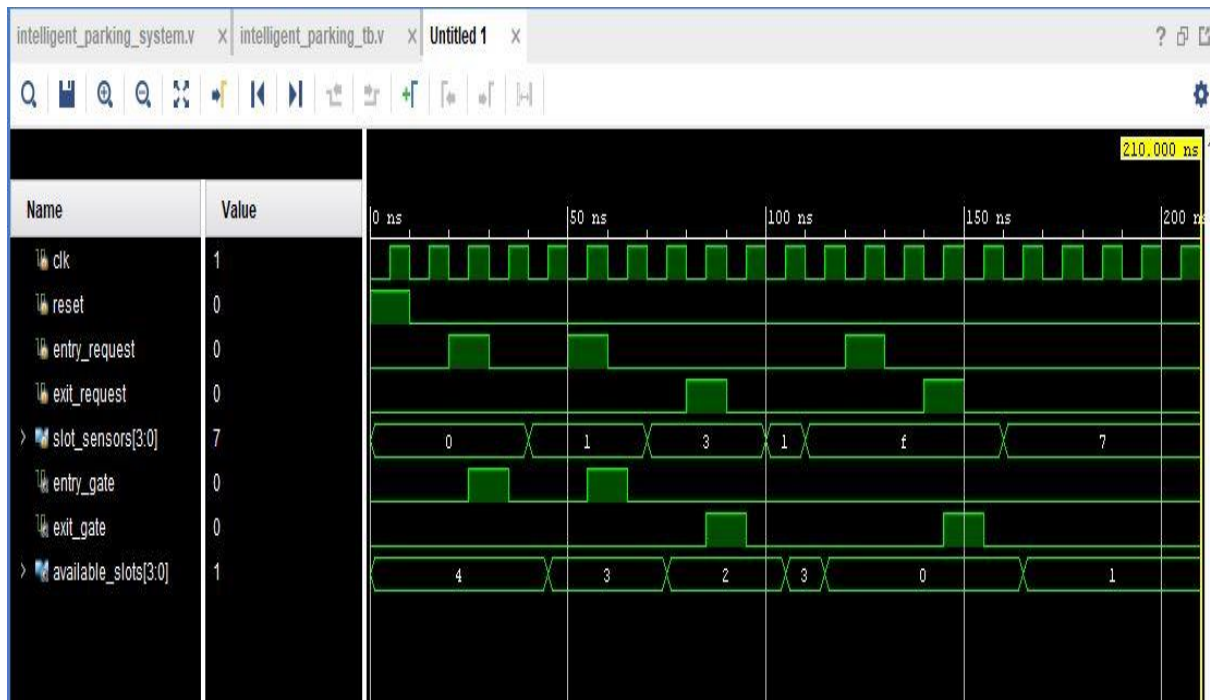 intelligent_parking_system.v × intelligent_parking_tb.v × Untitled 1 × ?
210.000 ns
Name Value 0 ns 50 ns 100 ns 150 ns 200 n
clk 1
reset 0
entry_request 0
exit_request 0
> slot_sensors[3:0] 7 0 1 3 1 f 7
entry_gate 0
exit_gate 0
> available_slots[3:0] 1 4 3 2 3 0 1